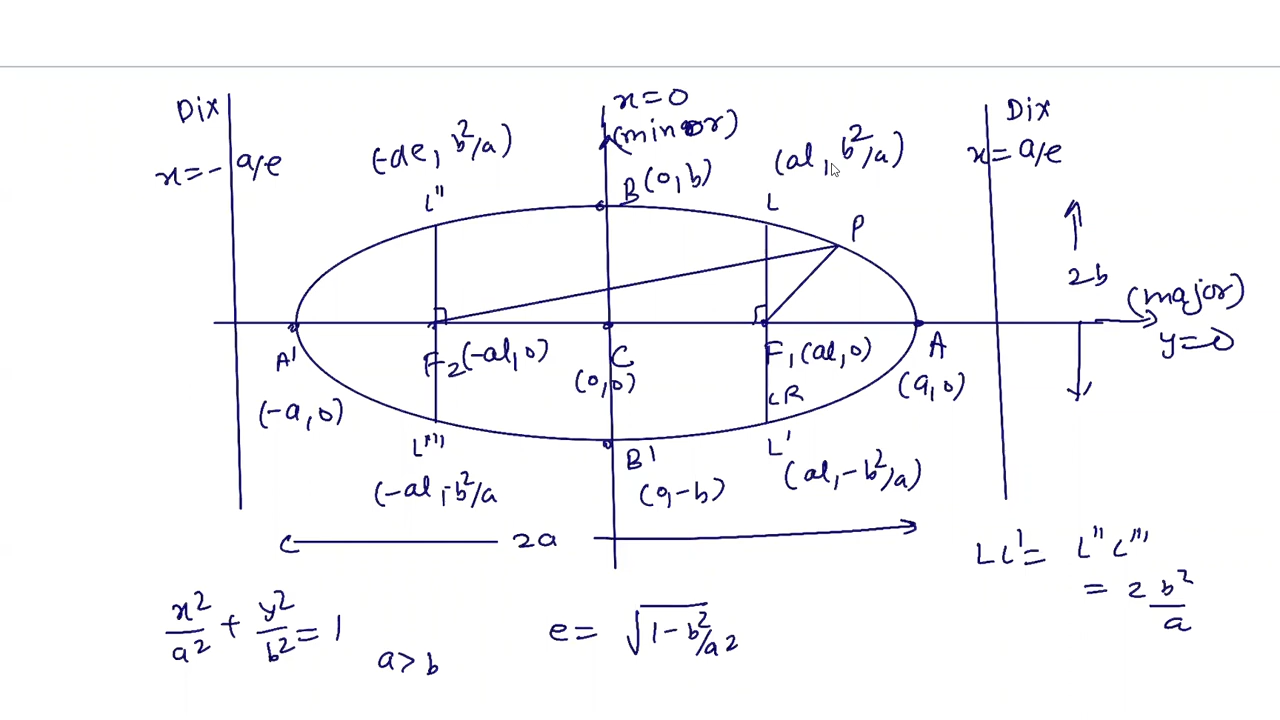 Dix
x = - a/e
(-ae, b²/a)
L''
x = 0
(minor)
B (0, b)
(ae, b²/a)
L
P
Dix
x = a/e
2b
(major)
y = 0
A'
(-a, 0)
F₂ (-ae, 0)
C
(0, 0)
F₁ (ae, 0)
LR
A
(a, 0)
L'''
(-ae, -b²/a
B'
(0, -b)
L'
(ae, -b²/a)
2a
LL' = L''L'''
= 2b²/a
x²/a² + y²/b² = 1
a > b
e = √(1 - b²/a²)